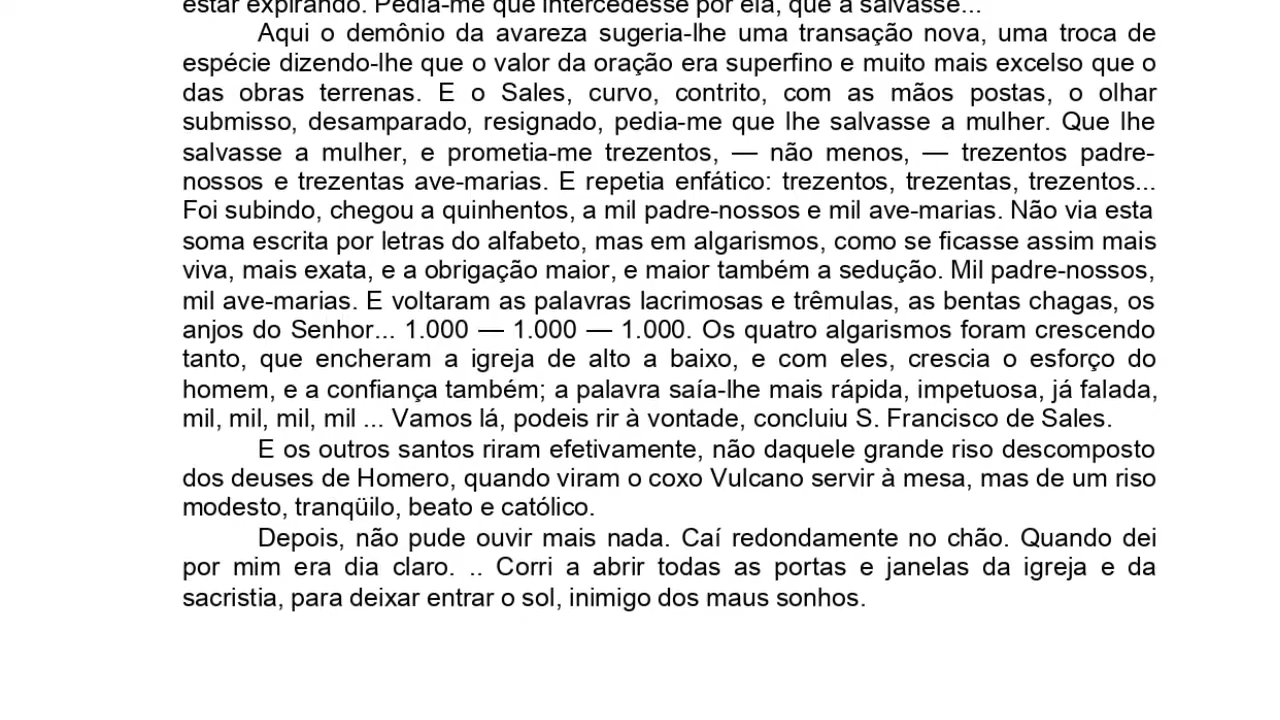 estar expirando. Pedia-me que intercedesse por ela, que a salvasse...
Aqui o demônio da avareza sugeria-lhe uma transação nova, uma troca de
espécie dizendo-lhe que o valor da oração era superfino e muito mais excelso que o
das obras terrenas. E o Sales, curvo, contrito, com as mãos postas, o olhar
submisso, desamparado, resignado, pedia-me que lhe salvasse a mulher. Que lhe
salvasse a mulher, e prometia-me trezentos, — não menos, — trezentos padre-
nossos e trezentas ave-marias. E repetia enfático: trezentos, trezentas, trezentos...
Foi subindo, chegou a quinhentos, a mil padre-nossos e mil ave-marias. Não via esta
soma escrita por letras do alfabeto, mas em algarismos, como se ficasse assim mais
viva, mais exata, e a obrigação maior, e maior também a sedução. Mil padre-nossos,
mil ave-marias. E voltaram as palavras lacrimosas e trêmulas, as bentas chagas, os
anjos do Senhor... 1.000 — 1.000 — 1.000. Os quatro algarismos foram crescendo
tanto, que encheram a igreja de alto a baixo, e com eles, crescia o esforço do
homem, e a confiança também; a palavra saía-lhe mais rápida, impetuosa, já falada,
mil, mil, mil, mil ... Vamos lá, podeis rir à vontade, concluiu S. Francisco de Sales.
E os outros santos riram efetivamente, não daquele grande riso descomposto
dos deuses de Homero, quando viram o coxo Vulcano servir à mesa, mas de um riso
modesto, tranqüilo, beato e católico.
Depois, não pude ouvir mais nada. Caí redondamente no chão. Quando dei
por mim era dia claro. .. Corri a abrir todas as portas e janelas da igreja e da
sacristia, para deixar entrar o sol, inimigo dos maus sonhos.